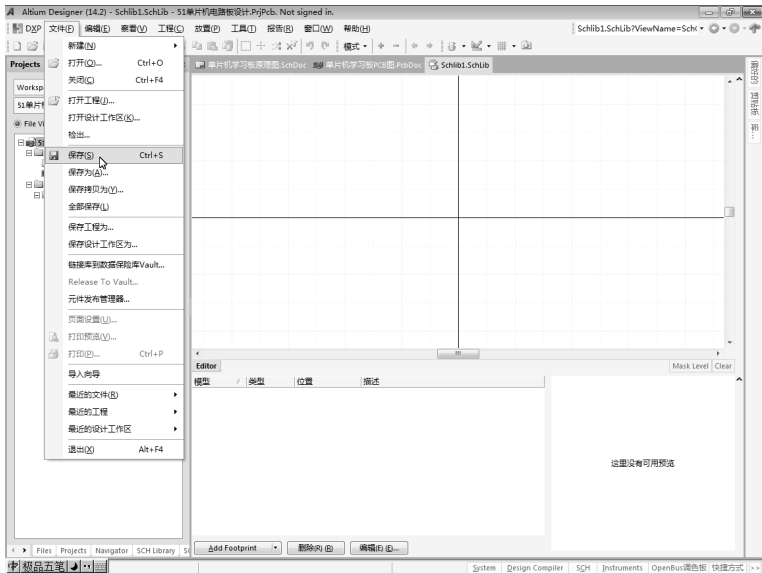 Altium Designer (14.2) - Schlib1.SchLib - 51单片机电路板设计.PrjPcb. Not signed in.
DXP 文件(F) 编辑(E) 察看(V) 工程(C) 放置(P) 工具(T) 报告(R) 窗口(W) 帮助(H) Schlib1.SchLib?ViewName=Sch
模式
Projects 单片机学习板原理图.SchDoc 单片机学习板PCB图.PcbDoc Schlib1.SchLib
Worksp
51单片
File Vi
新建(N)
打开(O)... Ctrl+O
关闭(C) Ctrl+F4
打开工程(J)...
打开设计工作区(K)...
检出...
保存(S) Ctrl+S
保存为(A)...
保存拷贝为(Y)...
全部保存(L)
保存工程为...
保存设计工作区为...
链接库到数据保险库Vault...
Release To Vault...
元件发布管理器...
页面设置(U)...
打印预览(V)...
打印(P)... Ctrl+P
导入向导
最近的文件(R)
最近的工程
最近的设计工作区
退出(X) Alt+F4
Editor Mask Level Clear
模型 / 类型 位置 描述
这里没有可用预览
Files Projects Navigator SCH Library
Add Footprint 删除(R) (R) 编辑(E) (E)...
中 极品五笔
System Design Compiler SCH Instruments OpenBus调色板 快捷方式 >>